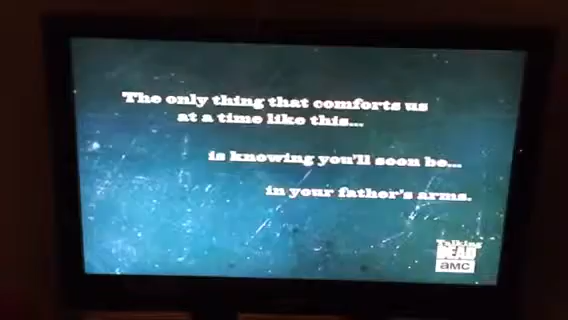 The only thing that comforts us
at a time like this...
is knowing you'll soon be...
in your father's arms.
Talking
DEAD
aMC